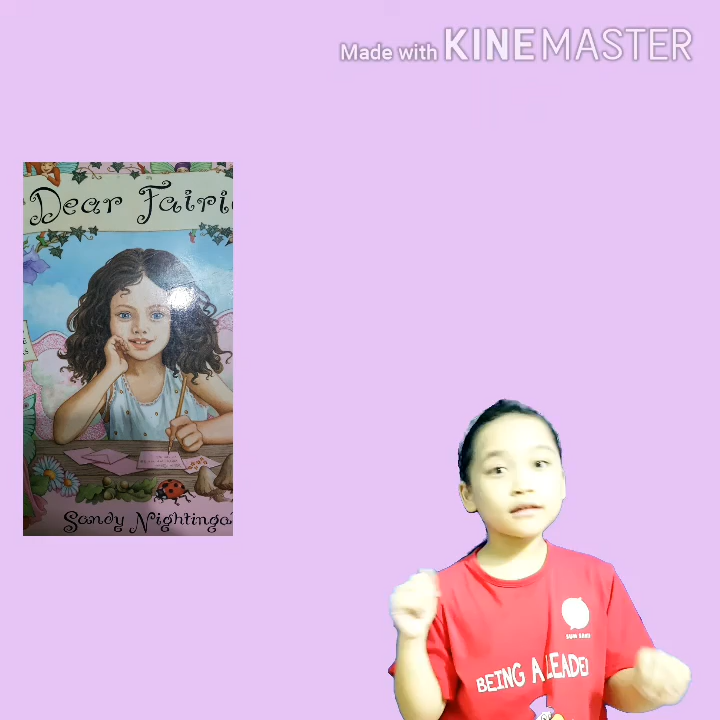 Made with KINEMASTER
Dear Fairi
Sandy Nightinga
BEING A LEADE